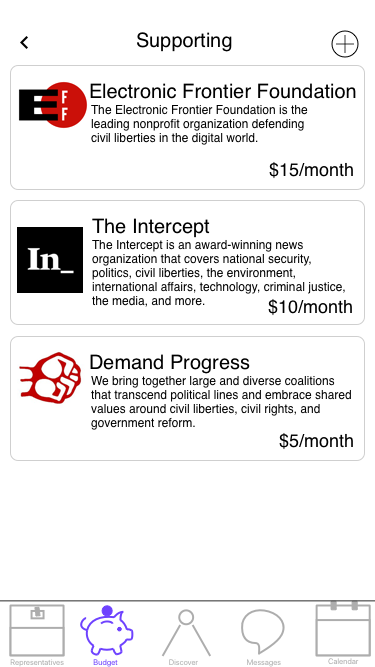 Supporting
E
F
F
Electronic Frontier Foundation
The Electronic Frontier Foundation is the
leading nonprofit organization defending
civil liberties in the digital world.
$15/month
In_
The Intercept
The Intercept is an award-winning news
organization that covers national security,
politics, civil liberties, the environment,
international affairs, technology, criminal justice,
the media, and more.
$10/month
Demand Progress
We bring together large and diverse coalitions
that transcend political lines and embrace shared
values around civil liberties, civil rights, and
government reform.
$5/month
Representatives
Budget
Discover
Messages
Calendar